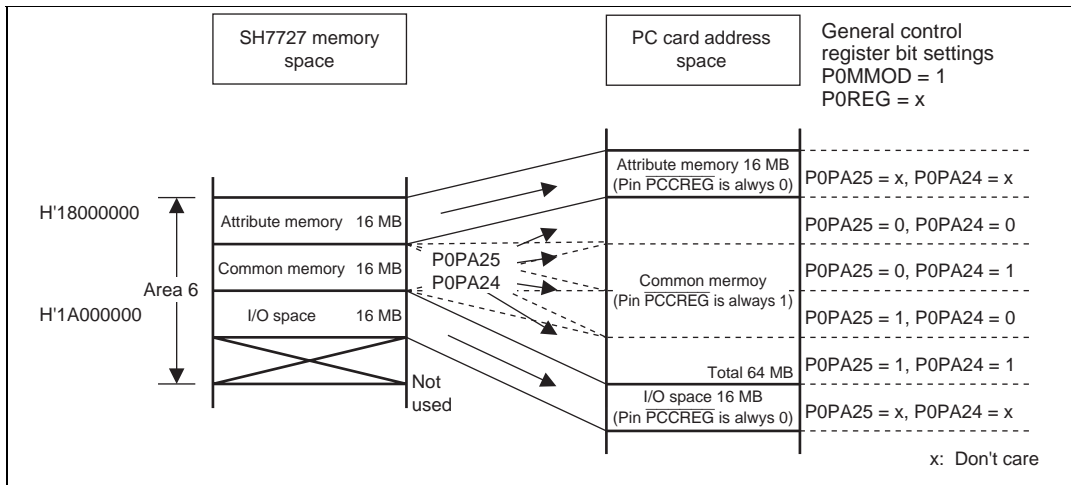 SH7727 memory
space
PC card address
space
General control
register bit settings
P0MMOD = 1
P0REG = x
Attribute memory 16 MB
(Pin PCCREG is alwys 0)
P0PA25 = x, P0PA24 = x
H'18000000
Attribute memory 16 MB
P0PA25 = 0, P0PA24 = 0
P0PA25
P0PA24
Common memory 16 MB
Common mermoy
(Pin PCCREG is always 1)
P0PA25 = 0, P0PA24 = 1
Area 6
H'1A000000
I/O space 16 MB
P0PA25 = 1, P0PA24 = 0
Total 64 MB
P0PA25 = 1, P0PA24 = 1
Not
used
I/O space 16 MB
(Pin PCCREG is alwys 0)
P0PA25 = x, P0PA24 = x
x: Don't care